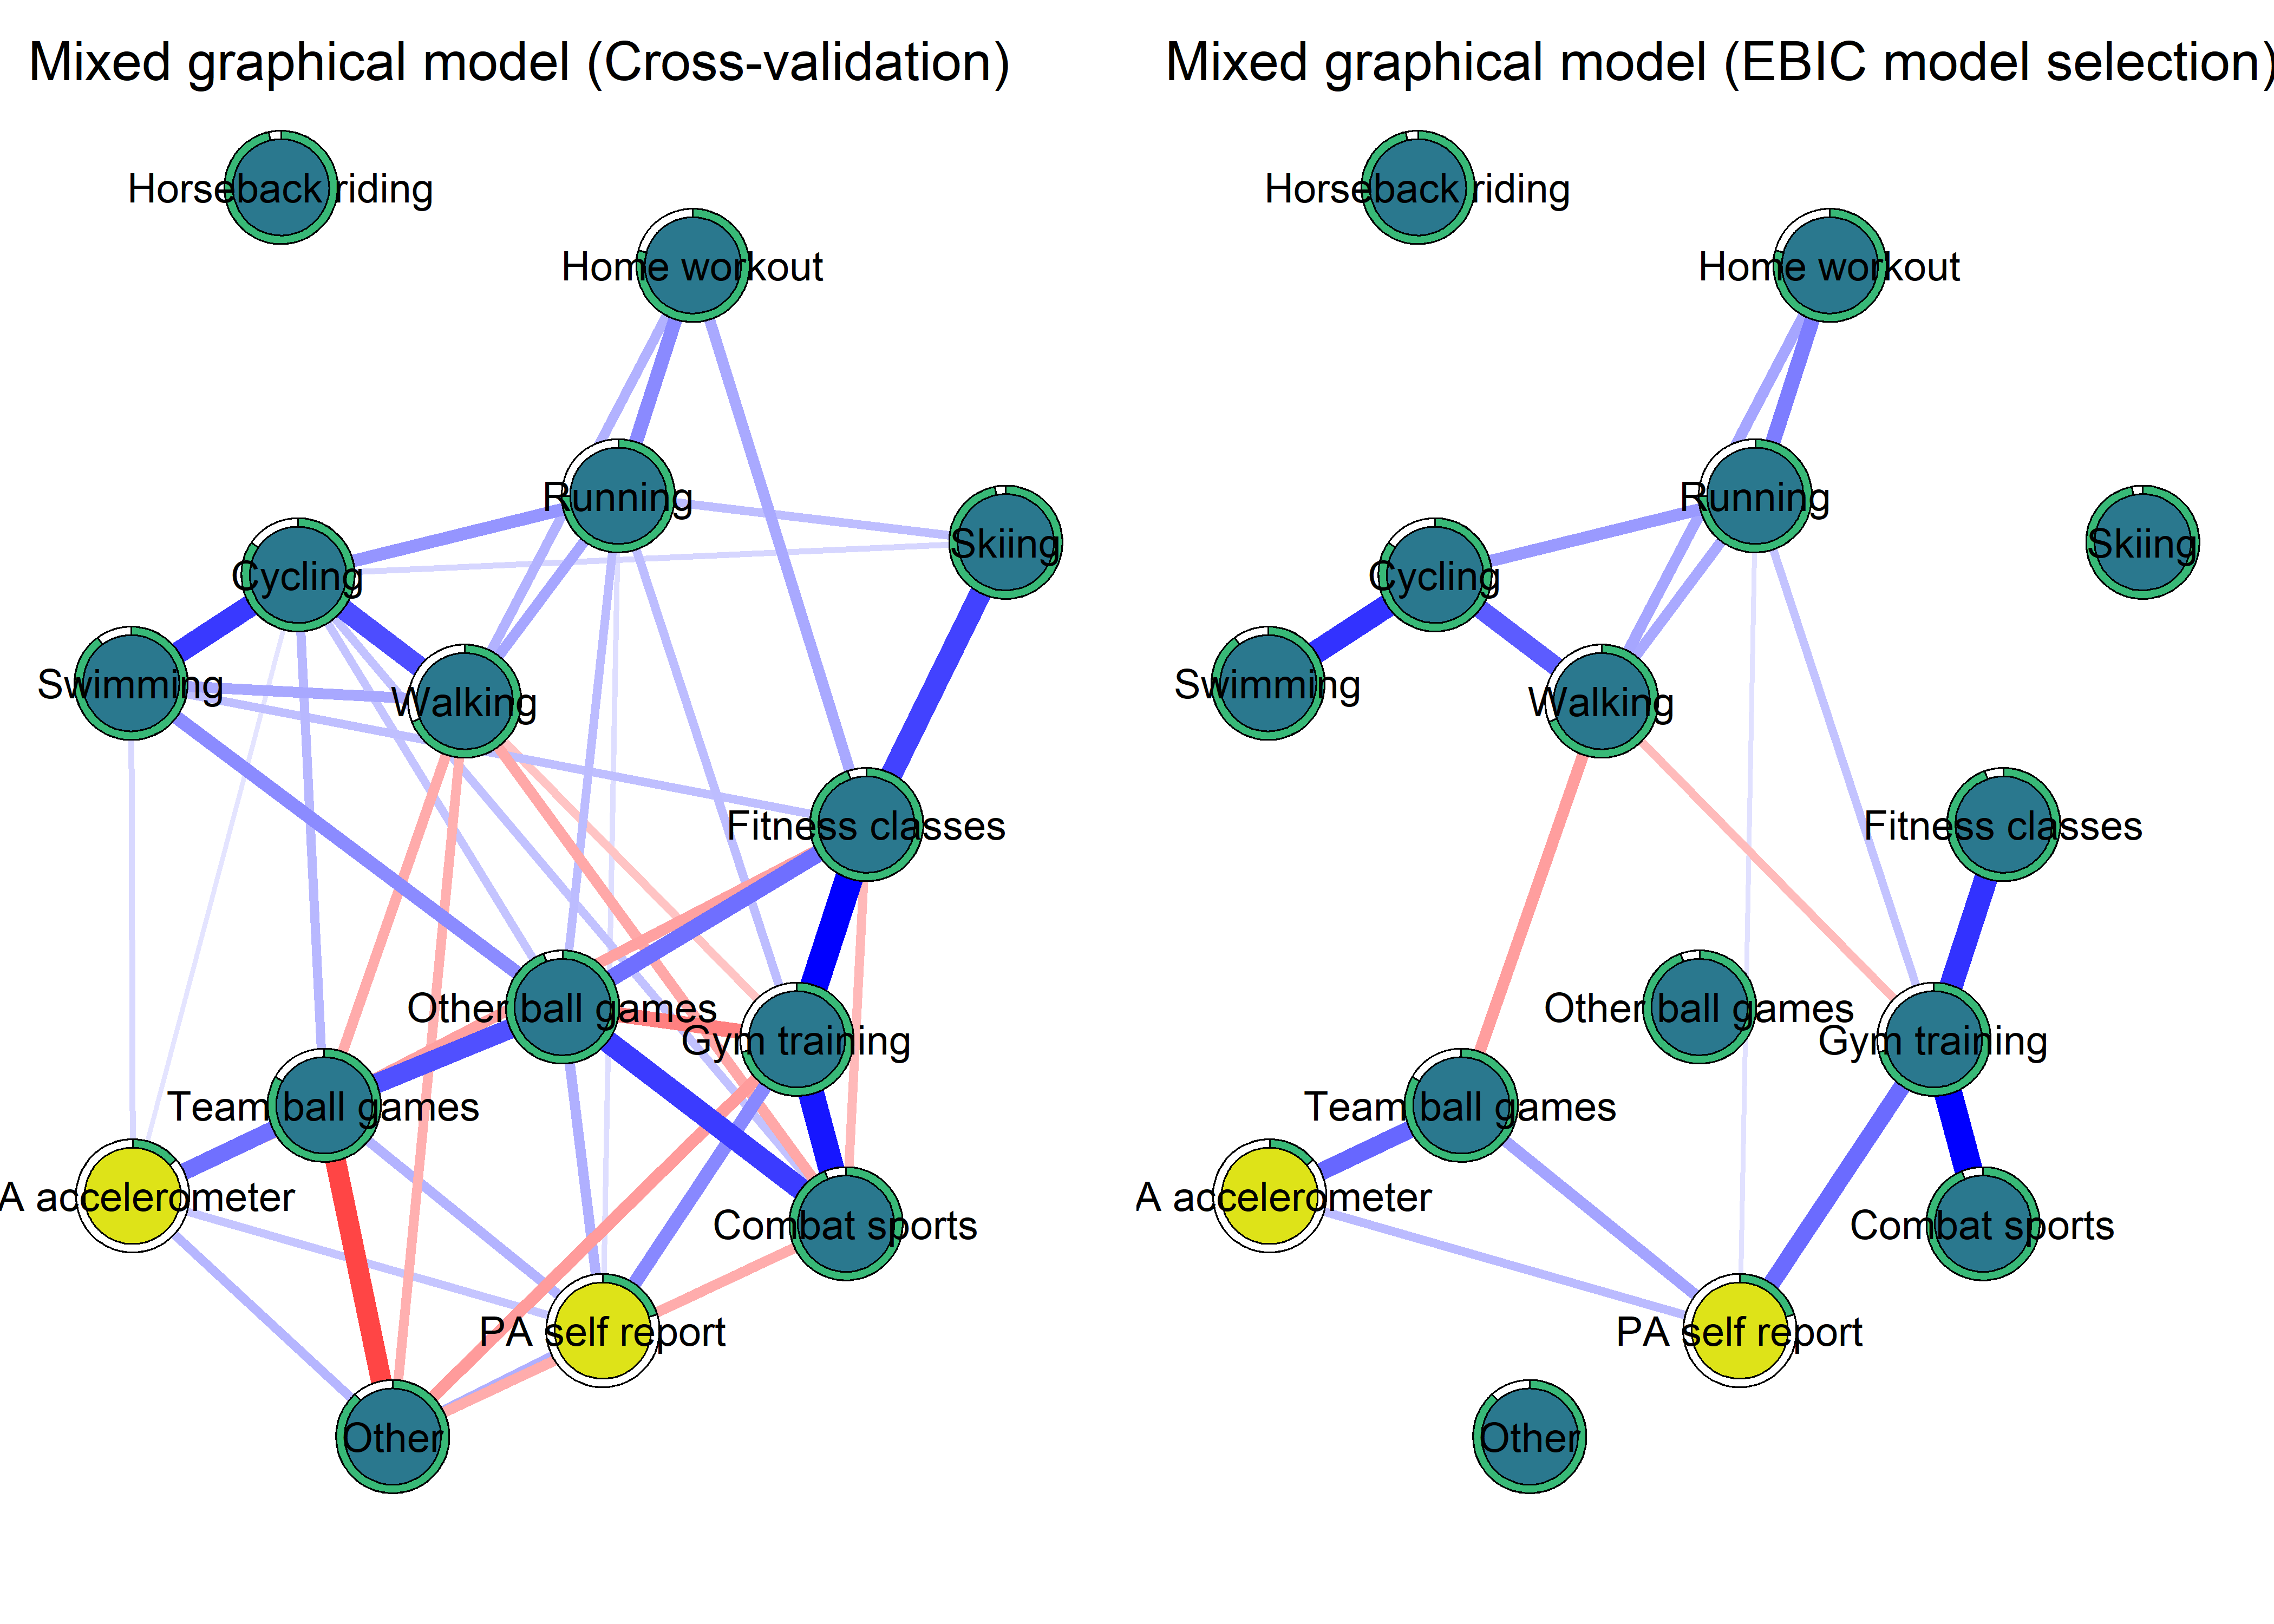 Mixed graphical model (Cross-validation)
Horseback riding
Home workout
Running
Skiing
Cycling
Swimming
Walking
Fitness classes
Other ball games
Gym training
Team ball games
A accelerometer
Combat sports
PA self report
Other
Mixed graphical model (EBIC model selection)
Horseback riding
Home workout
Running
Skiing
Cycling
Swimming
Walking
Fitness classes
Other ball games
Gym training
Team ball games
A accelerometer
Combat sports
PA self report
Other